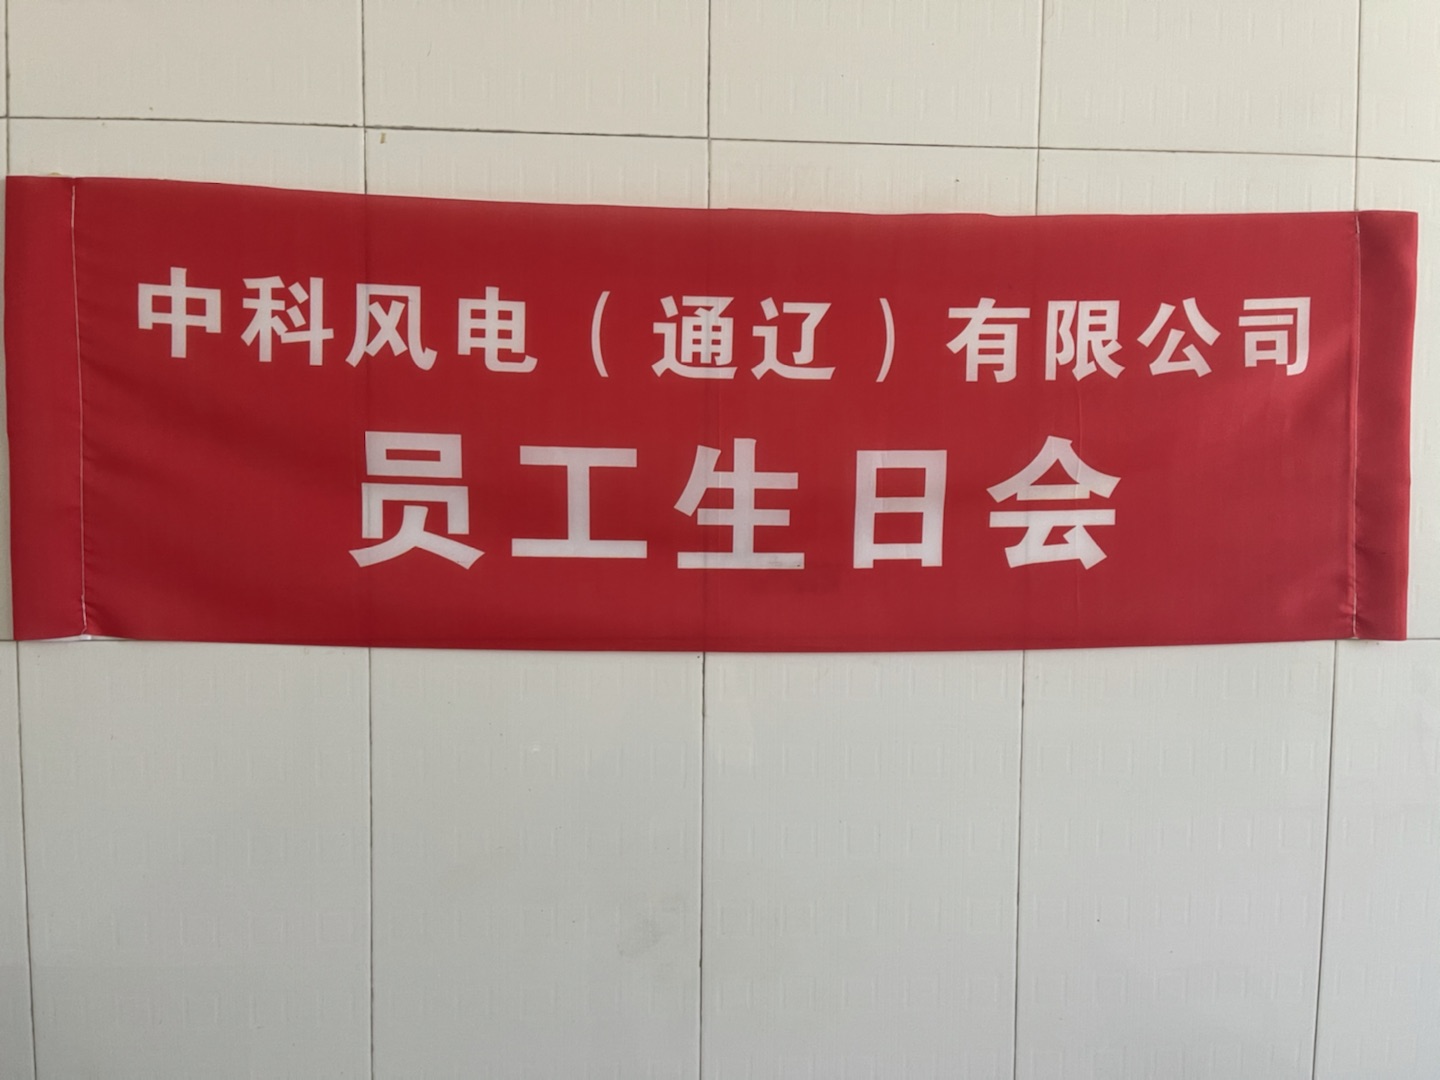 中科风电（通辽）有限公司
员工生日会